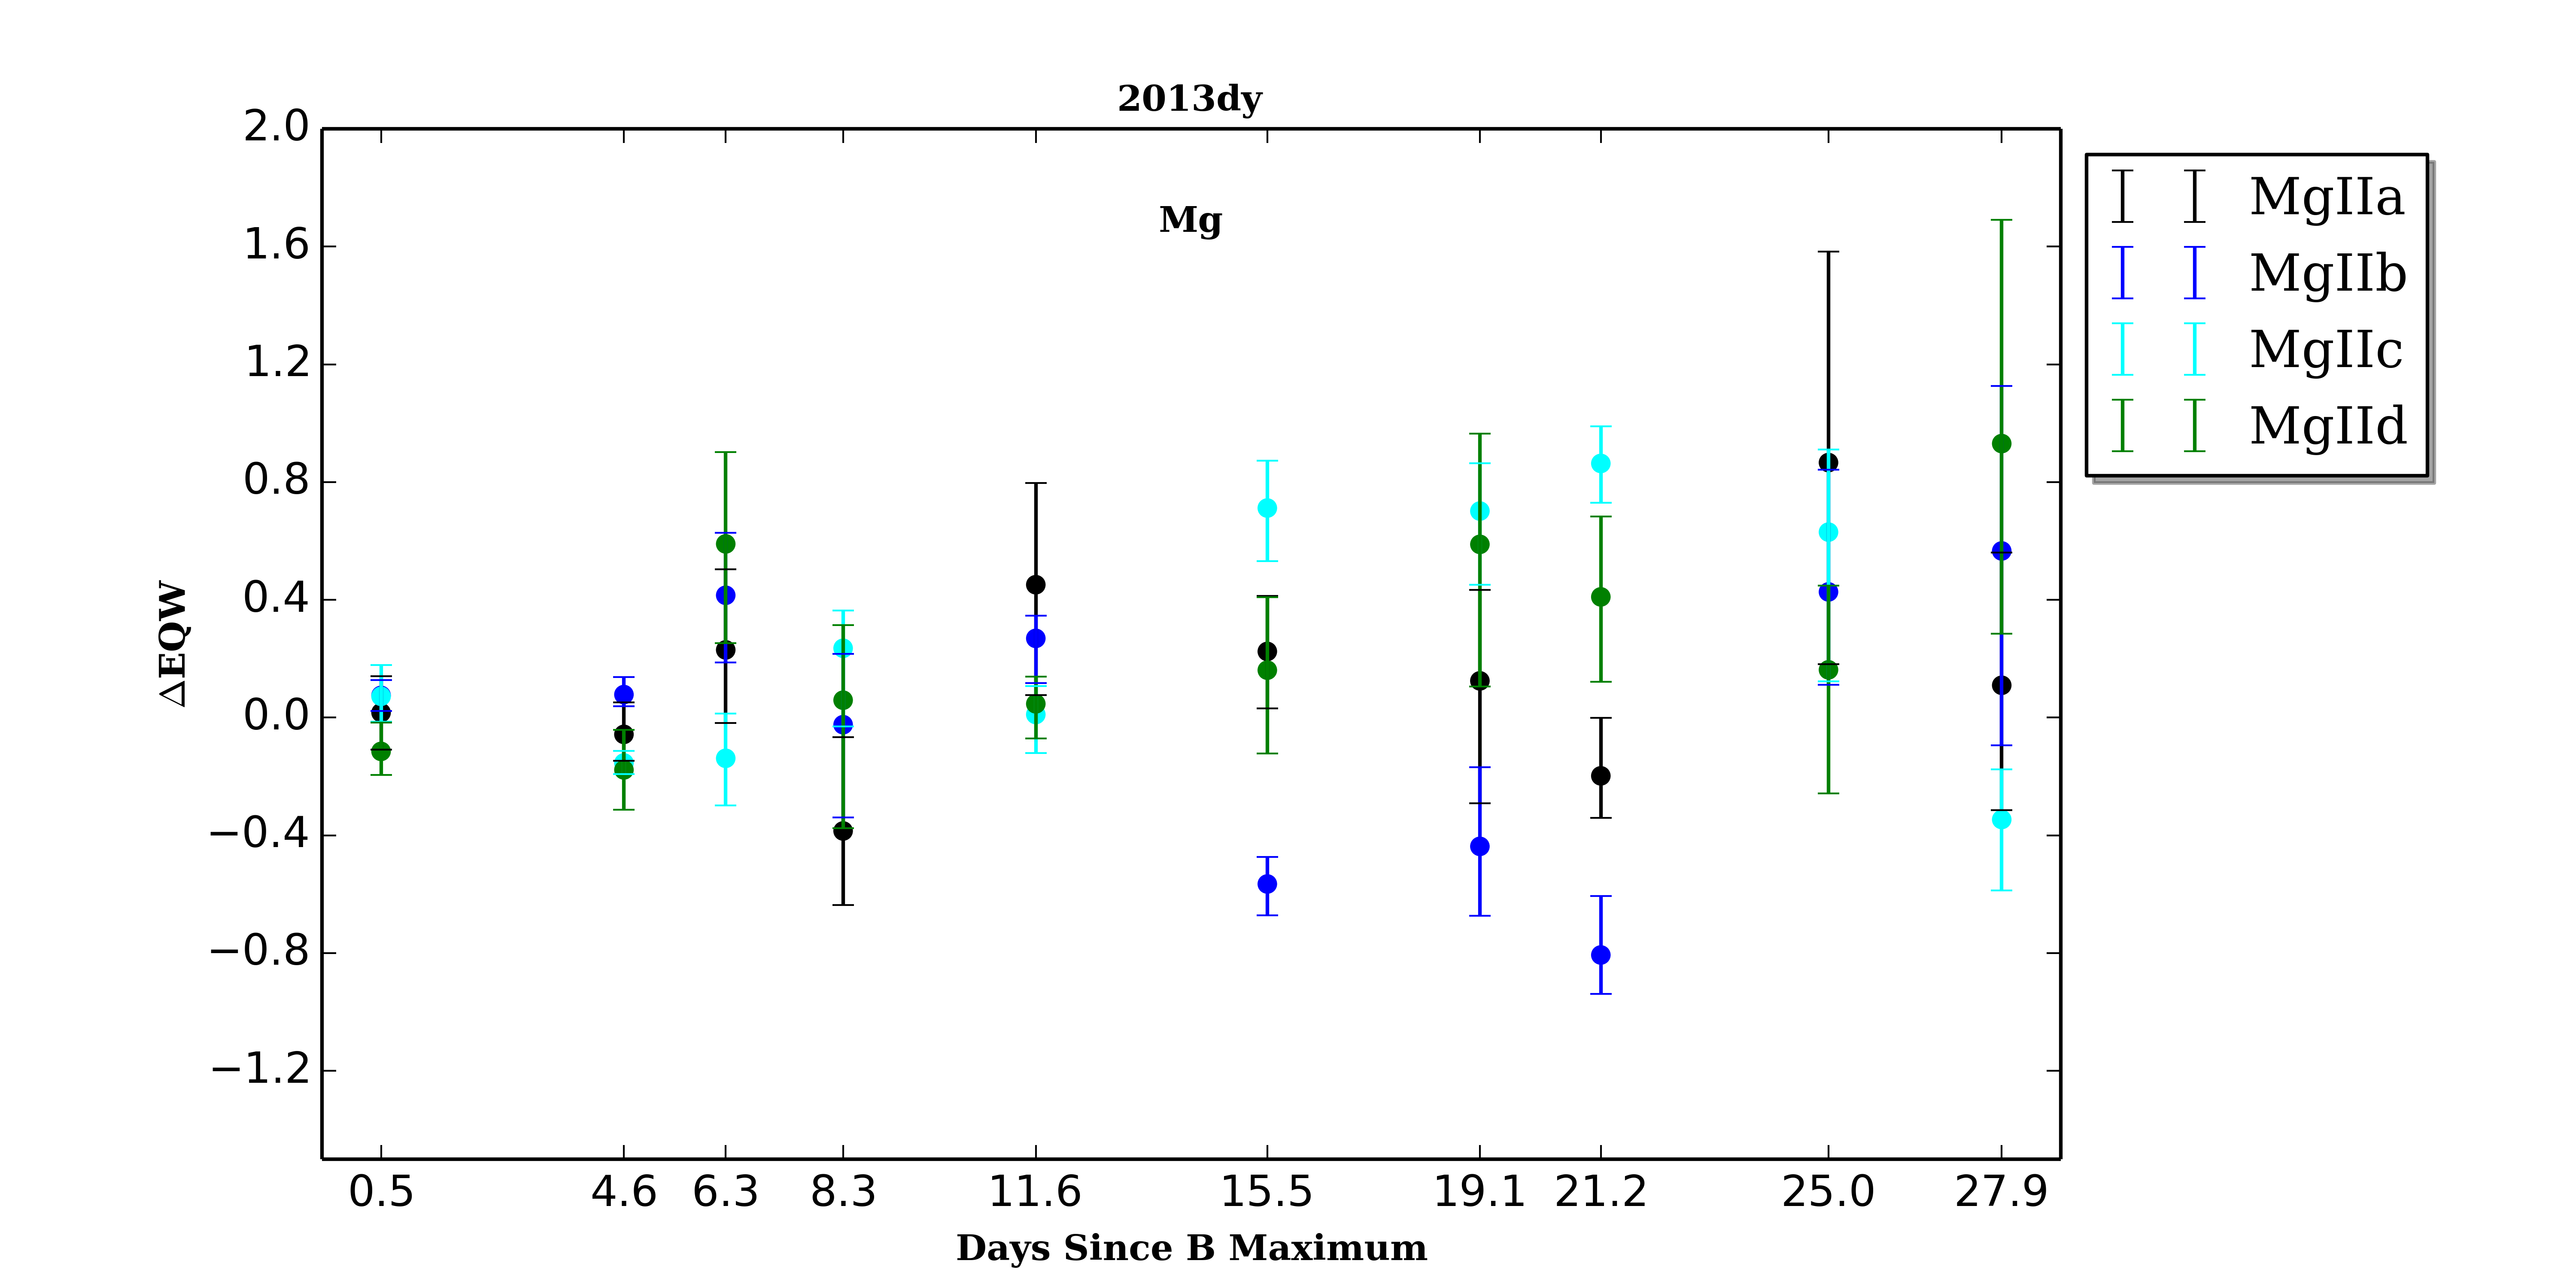 2013dy
Mg
2.0
1.6
1.2
0.8
0.4
0.0
−0.4
−0.8
−1.2
ΔEQW
0.5 4.6 6.3 8.3 11.6 15.5 19.1 21.2 25.0 27.9
Days Since B Maximum
MgIIa
MgIIb
MgIIc
MgIId